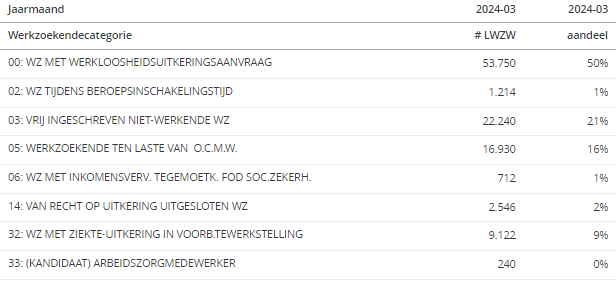 Jaarmaand 2024-03 2024-03
Werkzoekendecategorie # LWZW aandeel
00: WZ MET WERKLOOSHEIDSUITKERINGSAANVRAAG 53.750 50%
02: WZ TIJDENS BEROEPSINSCHAKELINGSTIJD 1.214 1%
03: VRIJ INGESCHREVEN NIET-WERKENDE WZ 22.240 21%
05: WERKZOEKENDE TEN LASTE VAN O.C.M.W. 16.930 16%
06: WZ MET INKOMENSVERV. TEGEMOETK. FOD SOC.ZEKERH. 712 1%
14: VAN RECHT OP UITKERING UITGESLOTEN WZ 2.546 2%
32: WZ MET ZIEKTE-UITKERING IN VOORB.TEWERKSTELLING 9.122 9%
33: (KANDIDAAT) ARBEIDSZORGMEDEWERKER 240 0%